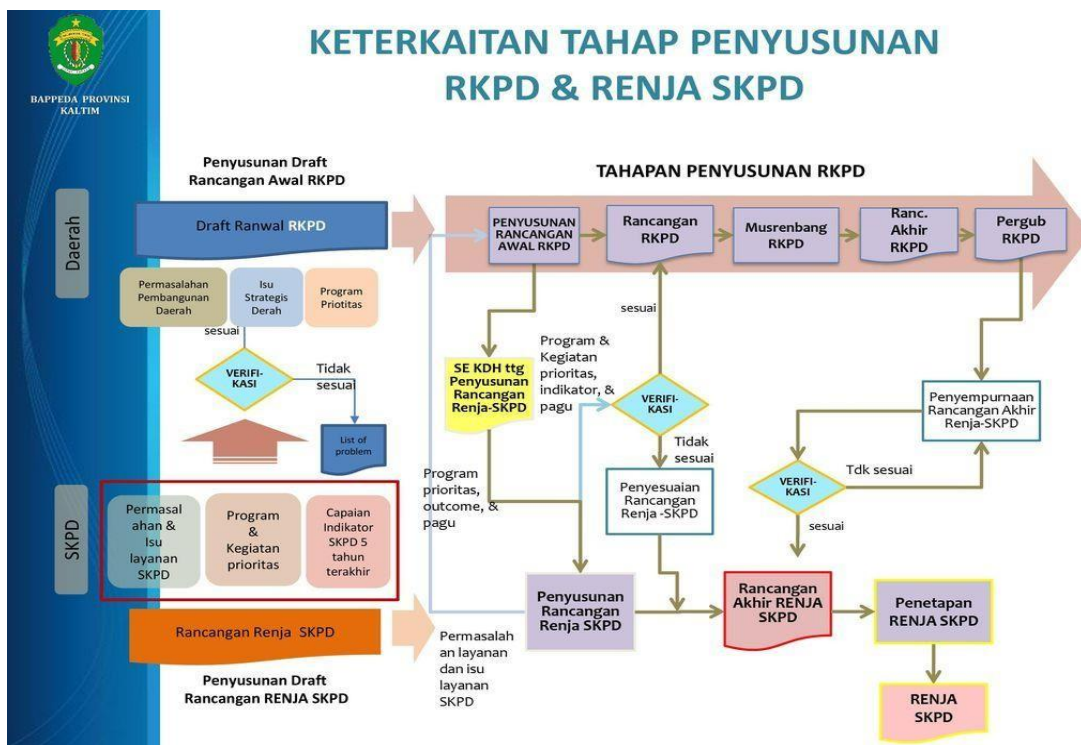 KETERKAITAN TAHAP PENYUSUNAN
RKPD & RENJA SKPD
BAPPEDA PROVINSI
KALTIM
Penyusunan Draft
Rancangan Awal RKPD
TAHAPAN PENYUSUNAN RKPD
Daerah
Draft Ranwal RKPD
PENYUSUNAN
RANCANGAN
AWAL RKPD
Rancangan
RKPD
Musrenbang
RKPD
Ranc.
Akhir
RKPD
Pergub
RKPD
Permasalahan
Pembangunan
Daerah
Isu
Strategis
Derah
Program
Priotitas
sesuai
VERIFI-
KASI
Tidak
sesuai
List of
problem
SE KDH ttg
Penyusunan
Rancangan
Renja-SKPD
Program &
Kegiatan
prioritas,
indikator, &
pagu
sesuai
VERIFI-
KASI
Tidak
sesuai
Penyesuaian
Rancangan
Renja -SKPD
Penyempurnaan
Rancangan Akhir
Renja-SKPD
VERIFI-
KASI
Tdk sesuai
sesuai
Program
prioritas,
outcome, &
pagu
SKPD
Permasal
ahan &
Isu
layanan
SKPD
Program
&
Kegiatan
prioritas
Capaian
Indikator
SKPD 5
tahun
terakhir
Rancangan Renja SKPD
Penyusunan Draft
Rancangan RENJA SKPD
Permasalah
an layanan
dan isu
layanan
SKPD
Penyusunan
Rancangan
Renja SKPD
Rancangan
Akhir RENJA
SKPD
Penetapan
RENJA SKPD
RENJA
SKPD